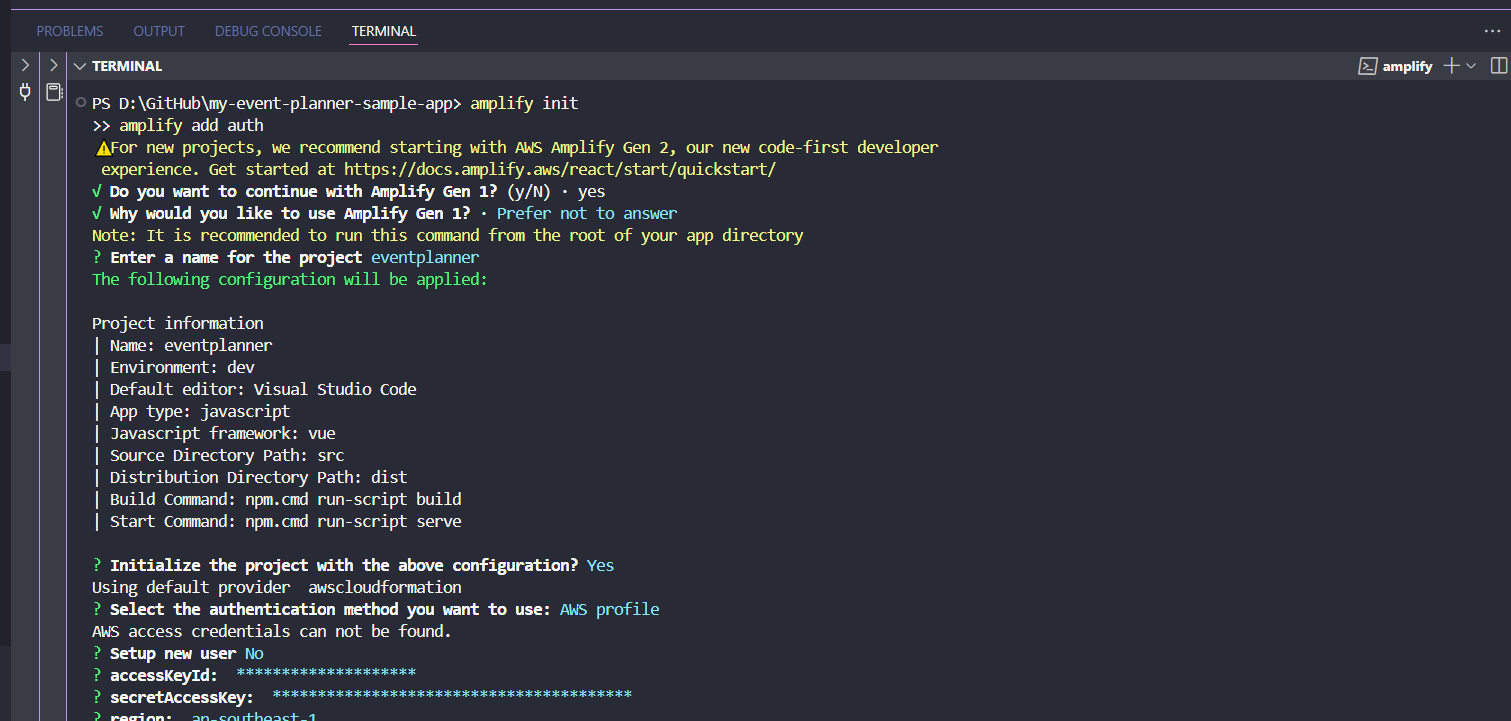 PROBLEMS OUTPUT DEBUG CONSOLE TERMINAL
TERMINAL amplify
PS D:\GitHub\my-event-planner-sample-app> amplify init
>> amplify add auth
⚠️For new projects, we recommend starting with AWS Amplify Gen 2, our new code-first developer
experience. Get started at https://docs.amplify.aws/react/start/quickstart/
√ Do you want to continue with Amplify Gen 1? (y/N) · yes
√ Why would you like to use Amplify Gen 1? · Prefer not to answer
Note: It is recommended to run this command from the root of your app directory
? Enter a name for the project eventplanner
The following configuration will be applied:
Project information
| Name: eventplanner
| Environment: dev
| Default editor: Visual Studio Code
| App type: javascript
| Javascript framework: vue
| Source Directory Path: src
| Distribution Directory Path: dist
| Build Command: npm.cmd run-script build
| Start Command: npm.cmd run-script serve
? Initialize the project with the above configuration? Yes
Using default provider  awscloudformation
? Select the authentication method you want to use: AWS profile
AWS access credentials can not be found.
? Setup new user No
? accessKeyId:  ********************
? secretAccessKey:  ****************************************
? region:  ap-southeast-1